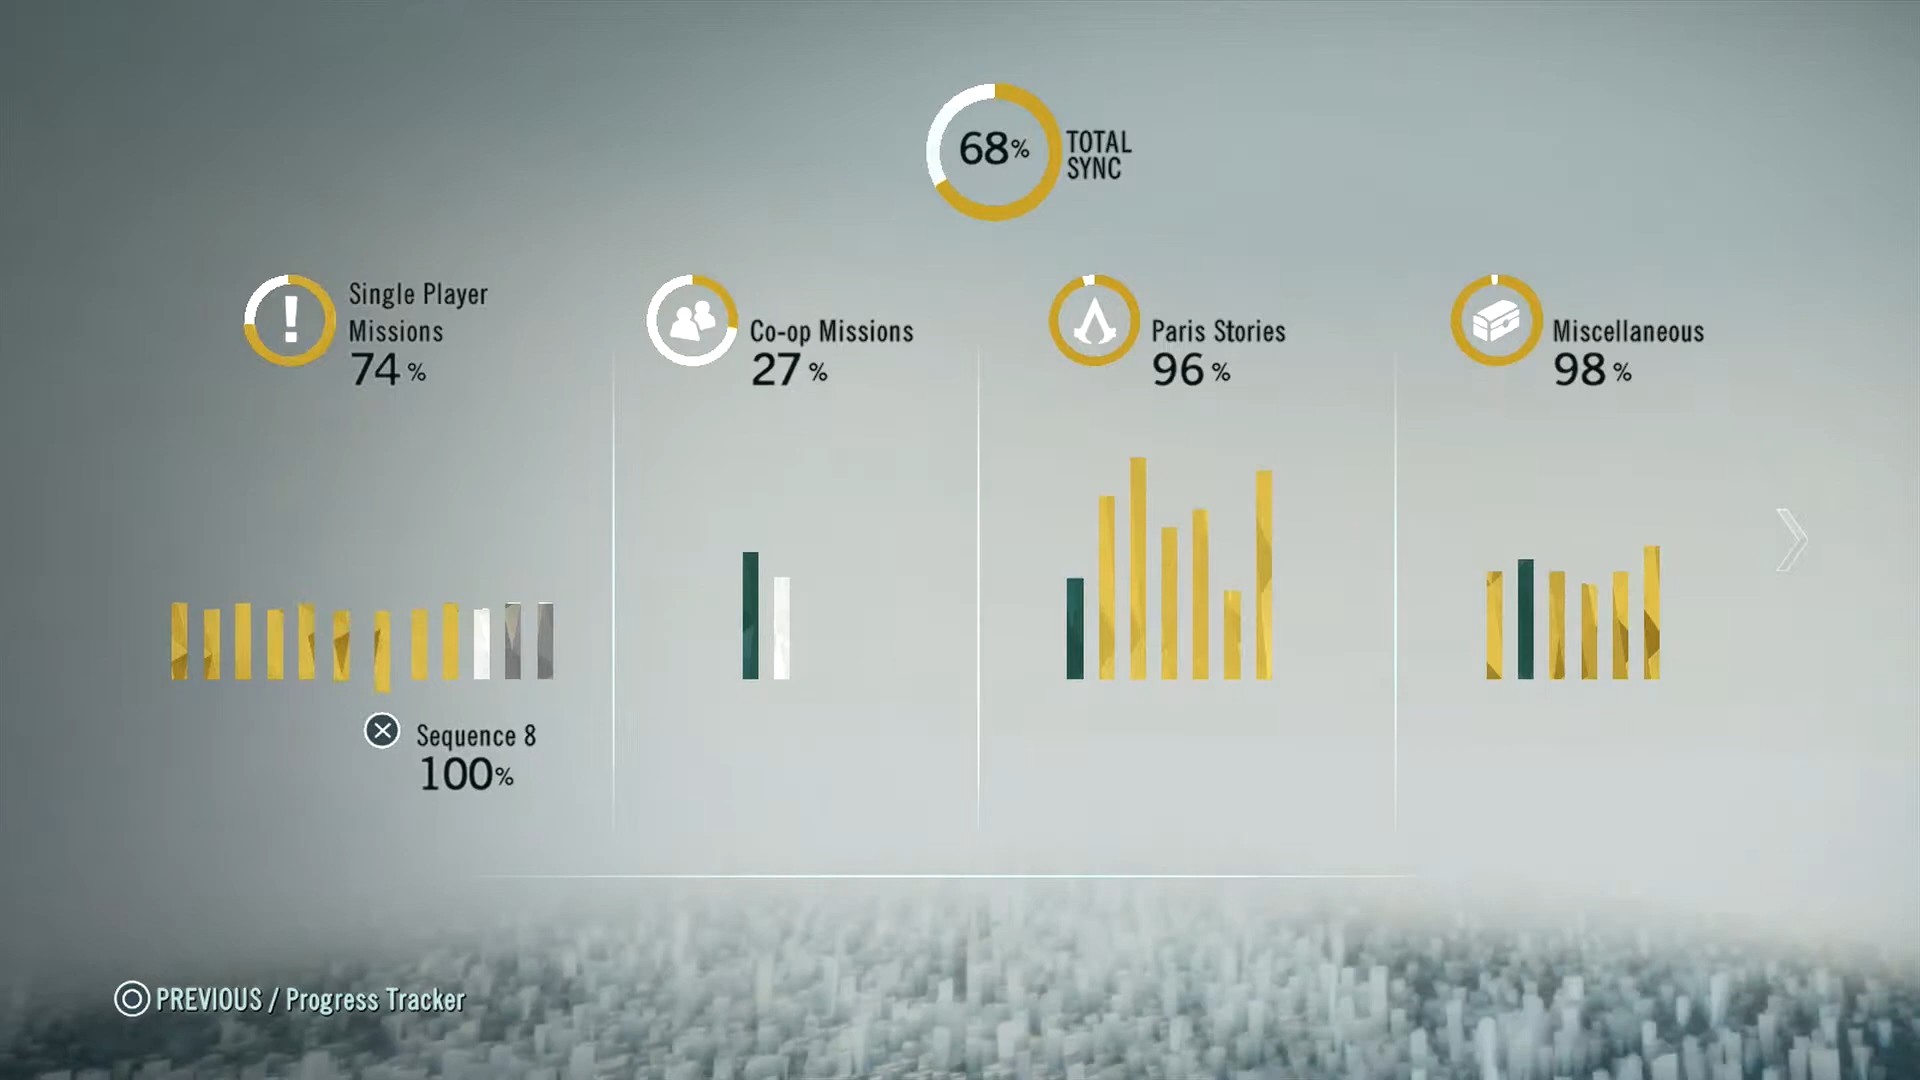 68%
TOTAL
SYNC
Single Player
Missions
74 %
Co-op Missions
27 %
Paris Stories
96 %
Miscellaneous
98 %
Sequence 8
100%
PREVIOUS / Progress Tracker